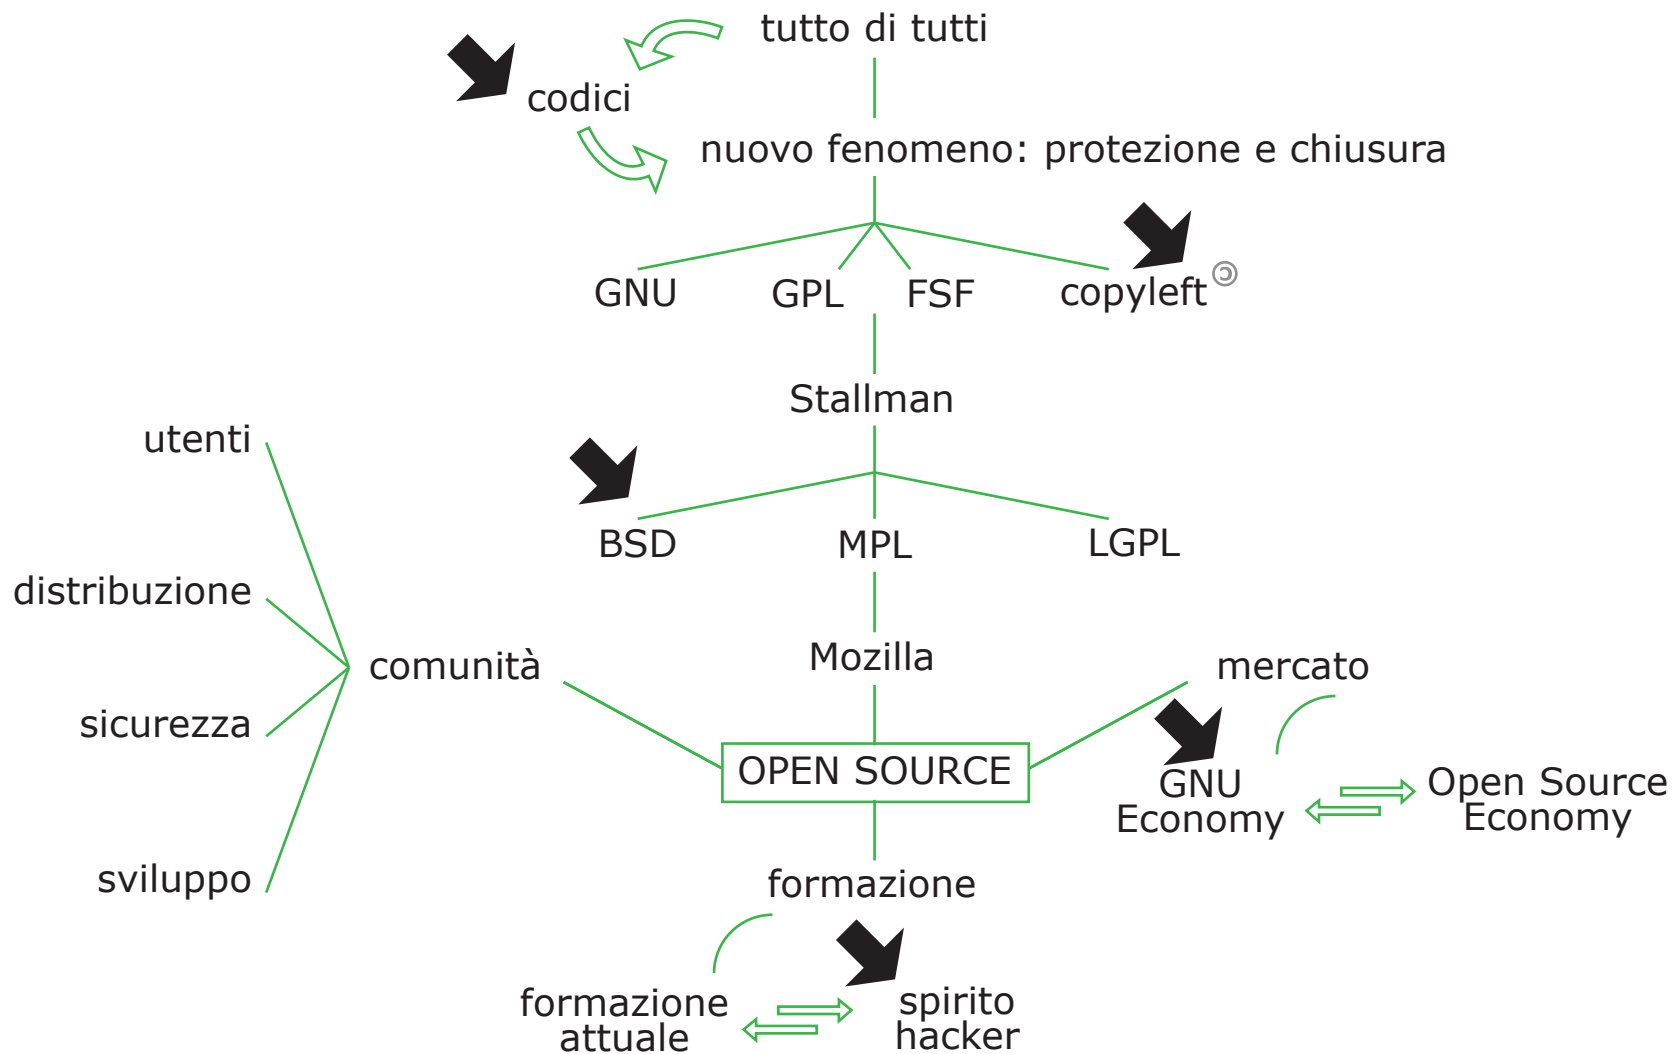 tutto di tutti
codici
nuovo fenomeno: protezione e chiusura
GNU
GPL
FSF
copyleft
Stallman
utenti
BSD
MPL
LGPL
distribuzione
comunità
Mozilla
mercato
sicurezza
OPEN SOURCE
GNU
Economy
Open Source
Economy
sviluppo
formazione
formazione
attuale
spirito
hacker